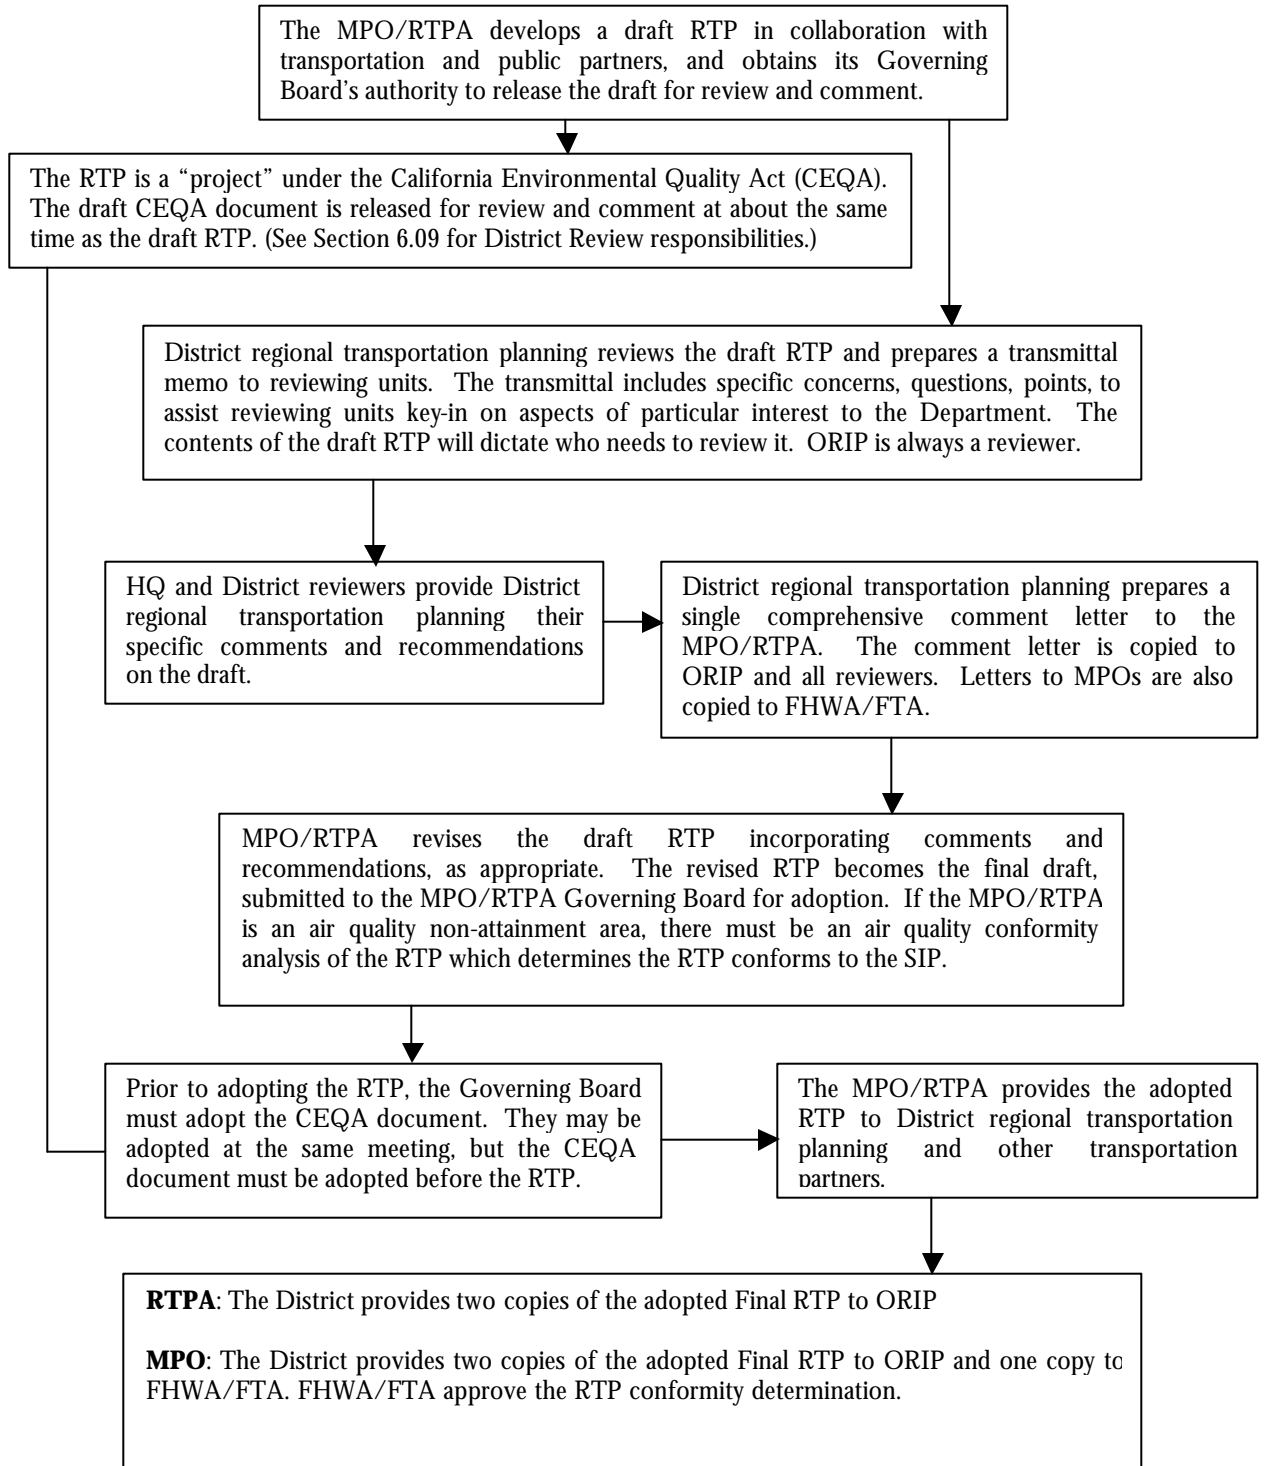 The MPO/RTPA develops a draft RTP in collaboration with
transportation and public partners, and obtains its Governing
Board's authority to release the draft for review and comment.
The RTP is a “project” under the California Environmental Quality Act (CEQA).
The draft CEQA document is released for review and comment at about the same
time as the draft RTP. (See Section 6.09 for District Review responsibilities.)
District regional transportation planning reviews the draft RTP and prepares a transmittal
memo to reviewing units. The transmittal includes specific concerns, questions, points, to
assist reviewing units key-in on aspects of particular interest to the Department. The
contents of the draft RTP will dictate who needs to review it. ORIP is always a reviewer.
HQ and District reviewers provide District
regional transportation planning their
specific comments and recommendations
on the draft.
District regional transportation planning prepares a
single comprehensive comment letter to the
MPO/RTPA. The comment letter is copied to
ORIP and all reviewers. Letters to MPOs are also
copied to FHWA/FTA.
MPO/RTPA revises the draft RTP incorporating comments and
recommendations, as appropriate. The revised RTP becomes the final draft,
submitted to the MPO/RTPA Governing Board for adoption. If the MPO/RTPA
is an air quality non-attainment area, there must be an air quality conformity
analysis of the RTP which determines the RTP conforms to the SIP.
Prior to adopting the RTP, the Governing Board
must adopt the CEQA document. They may be
adopted at the same meeting, but the CEQA
document must be adopted before the RTP.
The MPO/RTPA provides the adopted
RTP to District regional transportation
planning and other transportation
partners.
RTPA: The District provides two copies of the adopted Final RTP to ORIP
MPO: The District provides two copies of the adopted Final RTP to ORIP and one copy to
FHWA/FTA. FHWA/FTA approve the RTP conformity determination.